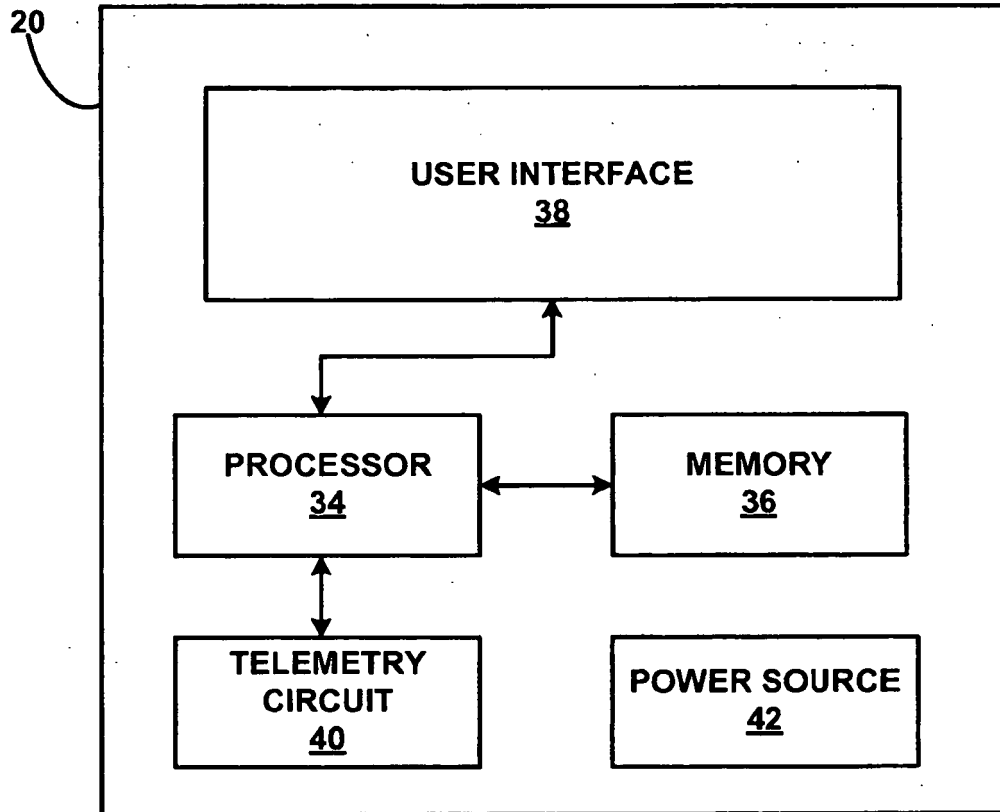 20
USER INTERFACE
38
PROCESSOR
34
MEMORY
36
TELEMETRY
CIRCUIT
40
POWER SOURCE
42